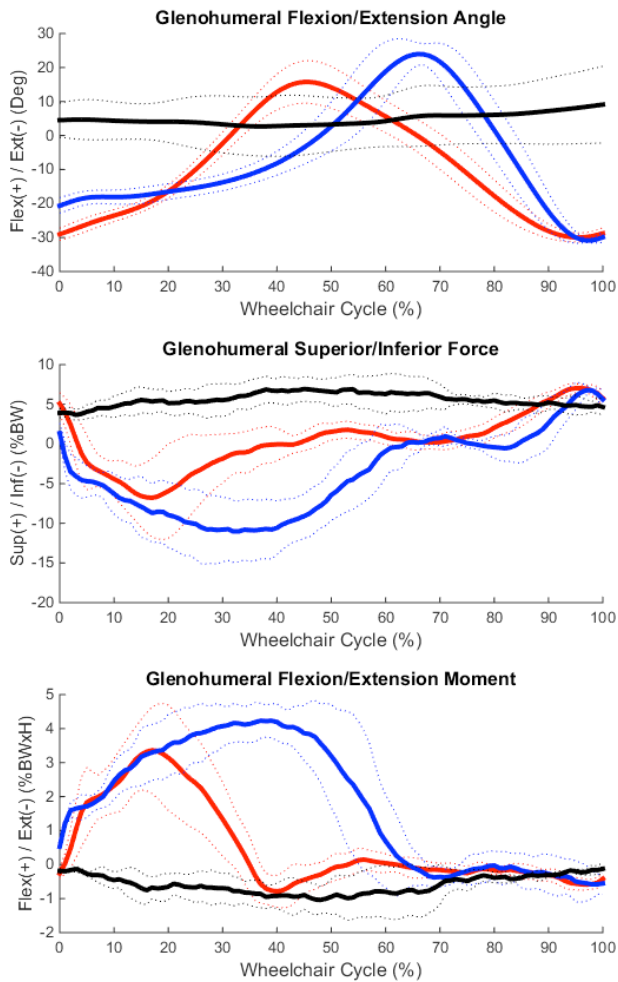 Glenohumeral Flexion/Extension Angle
30
20
10
0
-10
-20
-30
-40
Flex(+) / Ext(-) (Deg)
0 10 20 30 40 50 60 70 80 90 100
Wheelchair Cycle (%)
Glenohumeral Superior/Inferior Force
10
5
0
-5
-10
-15
-20
Sup(+) / Inf(-) (%BW)
0 10 20 30 40 50 60 70 80 90 100
Wheelchair Cycle (%)
Glenohumeral Flexion/Extension Moment
5
4
3
2
1
0
-1
-2
Flex(+) / Ext(-) (%BWxH)
0 10 20 30 40 50 60 70 80 90 100
Wheelchair Cycle (%)